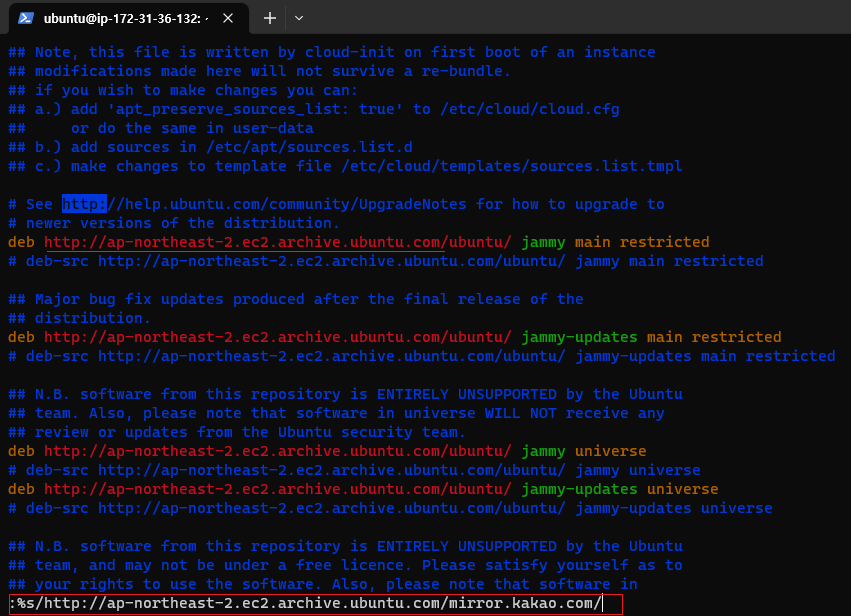 ubuntu@ip-172-31-36-132: ~
## Note, this file is written by cloud-init on first boot of an instance
## modifications made here will not survive a re-bundle.
## if you wish to make changes you can:
## a.) add 'apt_preserve_sources_list: true' to /etc/cloud/cloud.cfg
##     or do the same in user-data
## b.) add sources in /etc/apt/sources.list.d
## c.) make changes to template file /etc/cloud/templates/sources.list.tmpl
# See http://help.ubuntu.com/community/UpgradeNotes for how to upgrade to
# newer versions of the distribution.
deb http://ap-northeast-2.ec2.archive.ubuntu.com/ubuntu/ jammy main restricted
# deb-src http://ap-northeast-2.ec2.archive.ubuntu.com/ubuntu/ jammy main restricted
## Major bug fix updates produced after the final release of the
## distribution.
deb http://ap-northeast-2.ec2.archive.ubuntu.com/ubuntu/ jammy-updates main restricted
# deb-src http://ap-northeast-2.ec2.archive.ubuntu.com/ubuntu/ jammy-updates main restricted
## N.B. software from this repository is ENTIRELY UNSUPPORTED by the Ubuntu
## team. Also, please note that software in universe WILL NOT receive any
## review or updates from the Ubuntu security team.
deb http://ap-northeast-2.ec2.archive.ubuntu.com/ubuntu/ jammy universe
# deb-src http://ap-northeast-2.ec2.archive.ubuntu.com/ubuntu/ jammy universe
deb http://ap-northeast-2.ec2.archive.ubuntu.com/ubuntu/ jammy-updates universe
# deb-src http://ap-northeast-2.ec2.archive.ubuntu.com/ubuntu/ jammy-updates universe
## N.B. software from this repository is ENTIRELY UNSUPPORTED by the Ubuntu
## team, and may not be under a free licence. Please satisfy yourself as to
## your rights to use the software. Also, please note that software in
:%s/http://ap-northeast-2.ec2.archive.ubuntu.com/mirror.kakao.com/